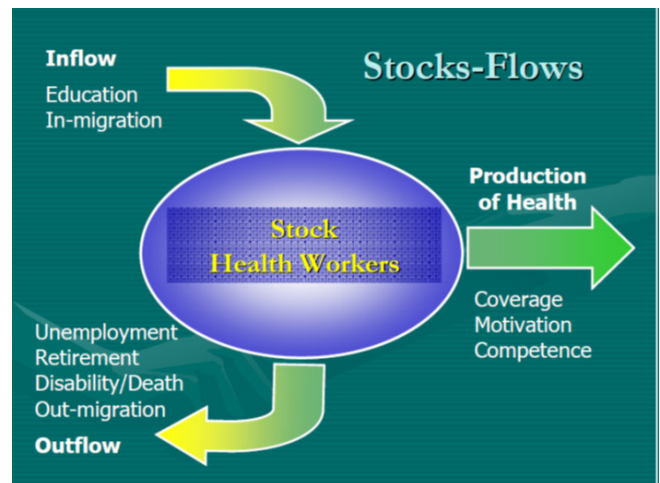 Inflow
Education
In-migration
Stocks-Flows
Stock
Health Workers
Production
of Health
Coverage
Motivation
Competence
Unemployment
Retirement
Disability/Death
Out-migration
Outflow